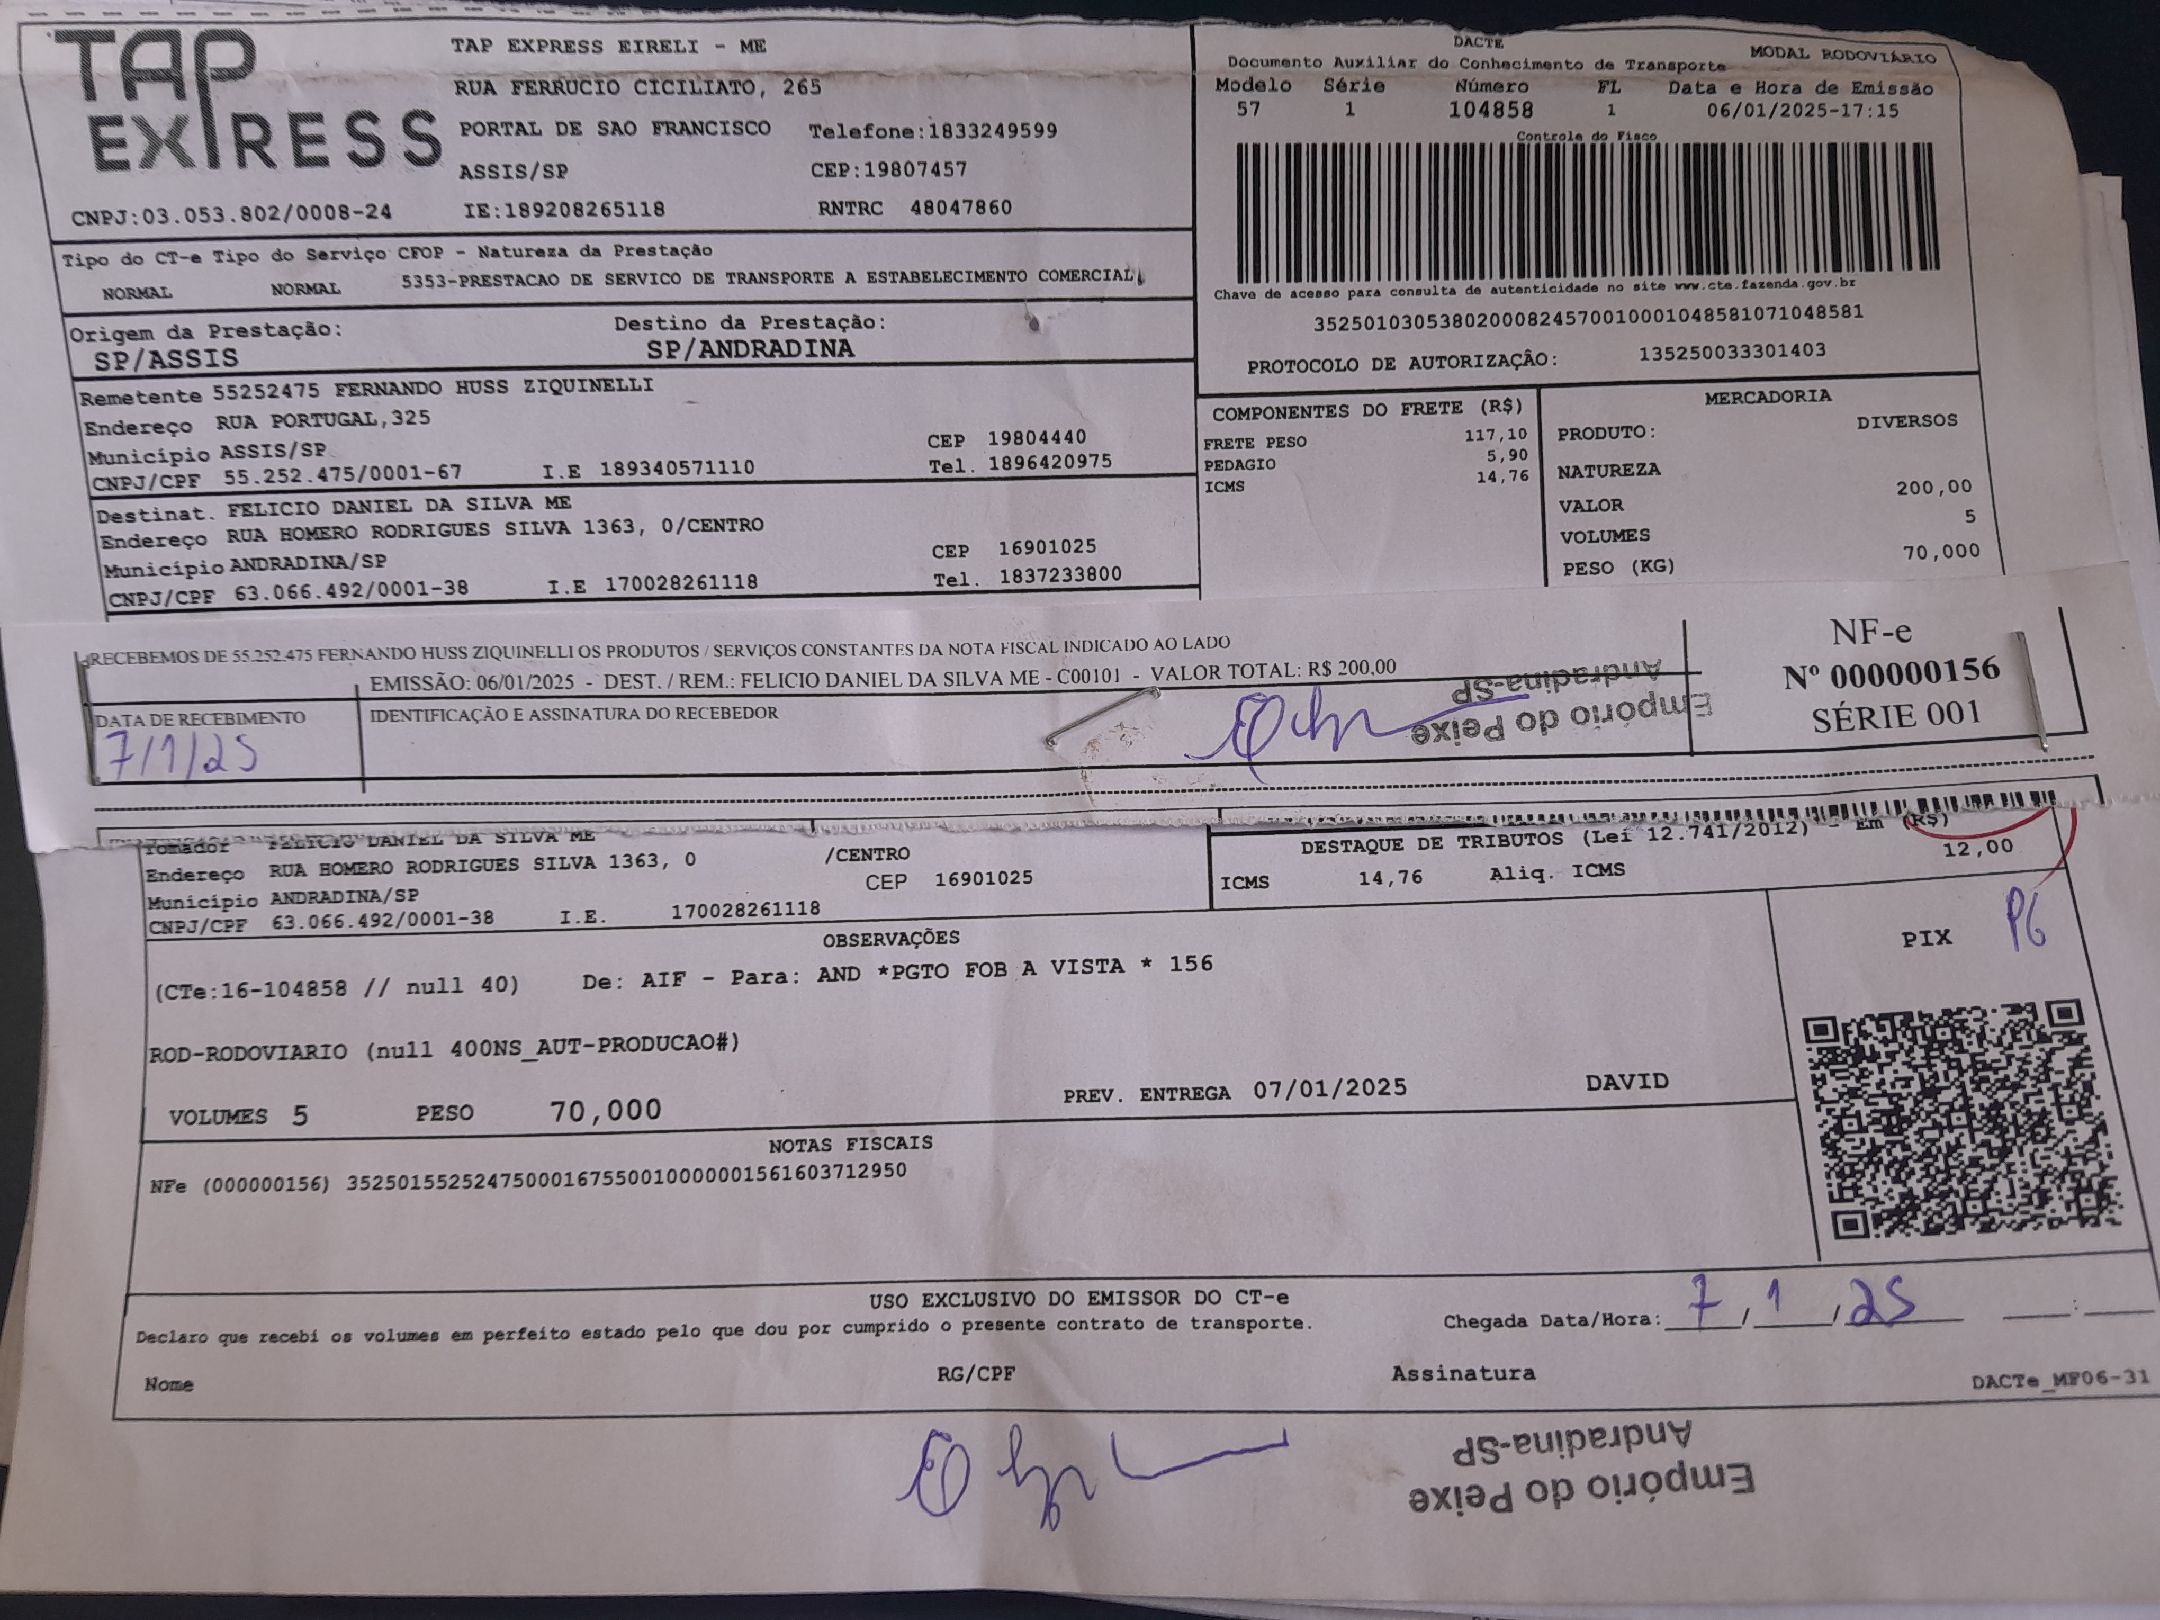 TAP EXPRESS
TAP EXPRESS EIRELI - ME
RUA FERRUCIO CICILIATO, 265
PORTAL DE SAO FRANCISCO Telefone:1833249599
ASSIS/SP CEP:19807457
CNPJ:03.053.802/0008-24 IE:189208265118 RNTRC 48047860
DACTE MODAL RODOVIÁRIO
Documento Auxiliar do Conhecimento de Transporte
Modelo Série Número FL Data e Hora de Emissão
57 1 104858 1 06/01/2025-17:15
Controle do Fisco
Chave de acesso para consulta de autenticidade no site www.cte.fazenda.gov.br
35250103053802000824570010001048581071048581
PROTOCOLO DE AUTORIZAÇÃO: 135250033301403
Tipo do CT-e Tipo do Serviço CFOP - Natureza da Prestação
NORMAL NORMAL 5353-PRESTACAO DE SERVICO DE TRANSPORTE A ESTABELECIMENTO COMERCIAL
Origem da Prestação: Destino da Prestação:
SP/ASSIS SP/ANDRADINA
Remetente 55252475 FERNANDO HUSS ZIQUINELLI
Endereço RUA PORTUGAL,325
Município ASSIS/SP CEP 19804440
CNPJ/CPF 55.252.475/0001-67 I.E 189340571110 Tel. 1896420975
Destinat. FELICIO DANIEL DA SILVA ME
Endereço RUA HOMERO RODRIGUES SILVA 1363, 0/CENTRO
Município ANDRADINA/SP CEP 16901025
CNPJ/CPF 63.066.492/0001-38 I.E 170028261118 Tel. 1837233800
COMPONENTES DO FRETE (R$)
FRETE PESO 117,10
PEDAGIO 5,90
ICMS 14,76
MERCADORIA
PRODUTO: DIVERSOS
NATUREZA
VALOR 200,00
VOLUMES 5
PESO (KG) 70,000
RECEBEMOS DE 55.252.475 FERNANDO HUSS ZIQUINELLI OS PRODUTOS / SERVIÇOS CONSTANTES DA NOTA FISCAL INDICADO AO LADO
EMISSÃO: 06/01/2025 - DEST. / REM.: FELICIO DANIEL DA SILVA ME - C00101 - VALOR TOTAL: R$ 200,00
DATA DE RECEBIMENTO IDENTIFICAÇÃO E ASSINATURA DO RECEBEDOR
7/1/25
Empório do Peixe
Andradina-SP
NF-e
Nº 000000156
SÉRIE 001
Tomador FELICIO DANIEL DA SILVA ME
Endereço RUA HOMERO RODRIGUES SILVA 1363, 0 /CENTRO
Município ANDRADINA/SP CEP 16901025
CNPJ/CPF 63.066.492/0001-38 I.E. 170028261118
DESTAQUE DE TRIBUTOS (Lei 12.741/2012) - Em (R$)
ICMS 14,76 Aliq. ICMS 12,00
OBSERVAÇÕES
(CTe:16-104858 // null 40) De: AIF - Para: AND *PGTO FOB A VISTA * 156
ROD-RODOVIARIO (null 400NS_AUT-PRODUCAO#)
VOLUMES 5 PESO 70,000 PREV. ENTREGA 07/01/2025 DAVID
PIX PG
NOTAS FISCAIS
NFe (000000156) 35250155252475000167550010000001561603712950
USO EXCLUSIVO DO EMISSOR DO CT-e
Declaro que recebi os volumes em perfeito estado pelo que dou por cumprido o presente contrato de transporte.
Chegada Data/Hora: 7/1/25 :
Nome RG/CPF Assinatura
DACTe_MF06-31
Empório do Peixe
Andradina-SP